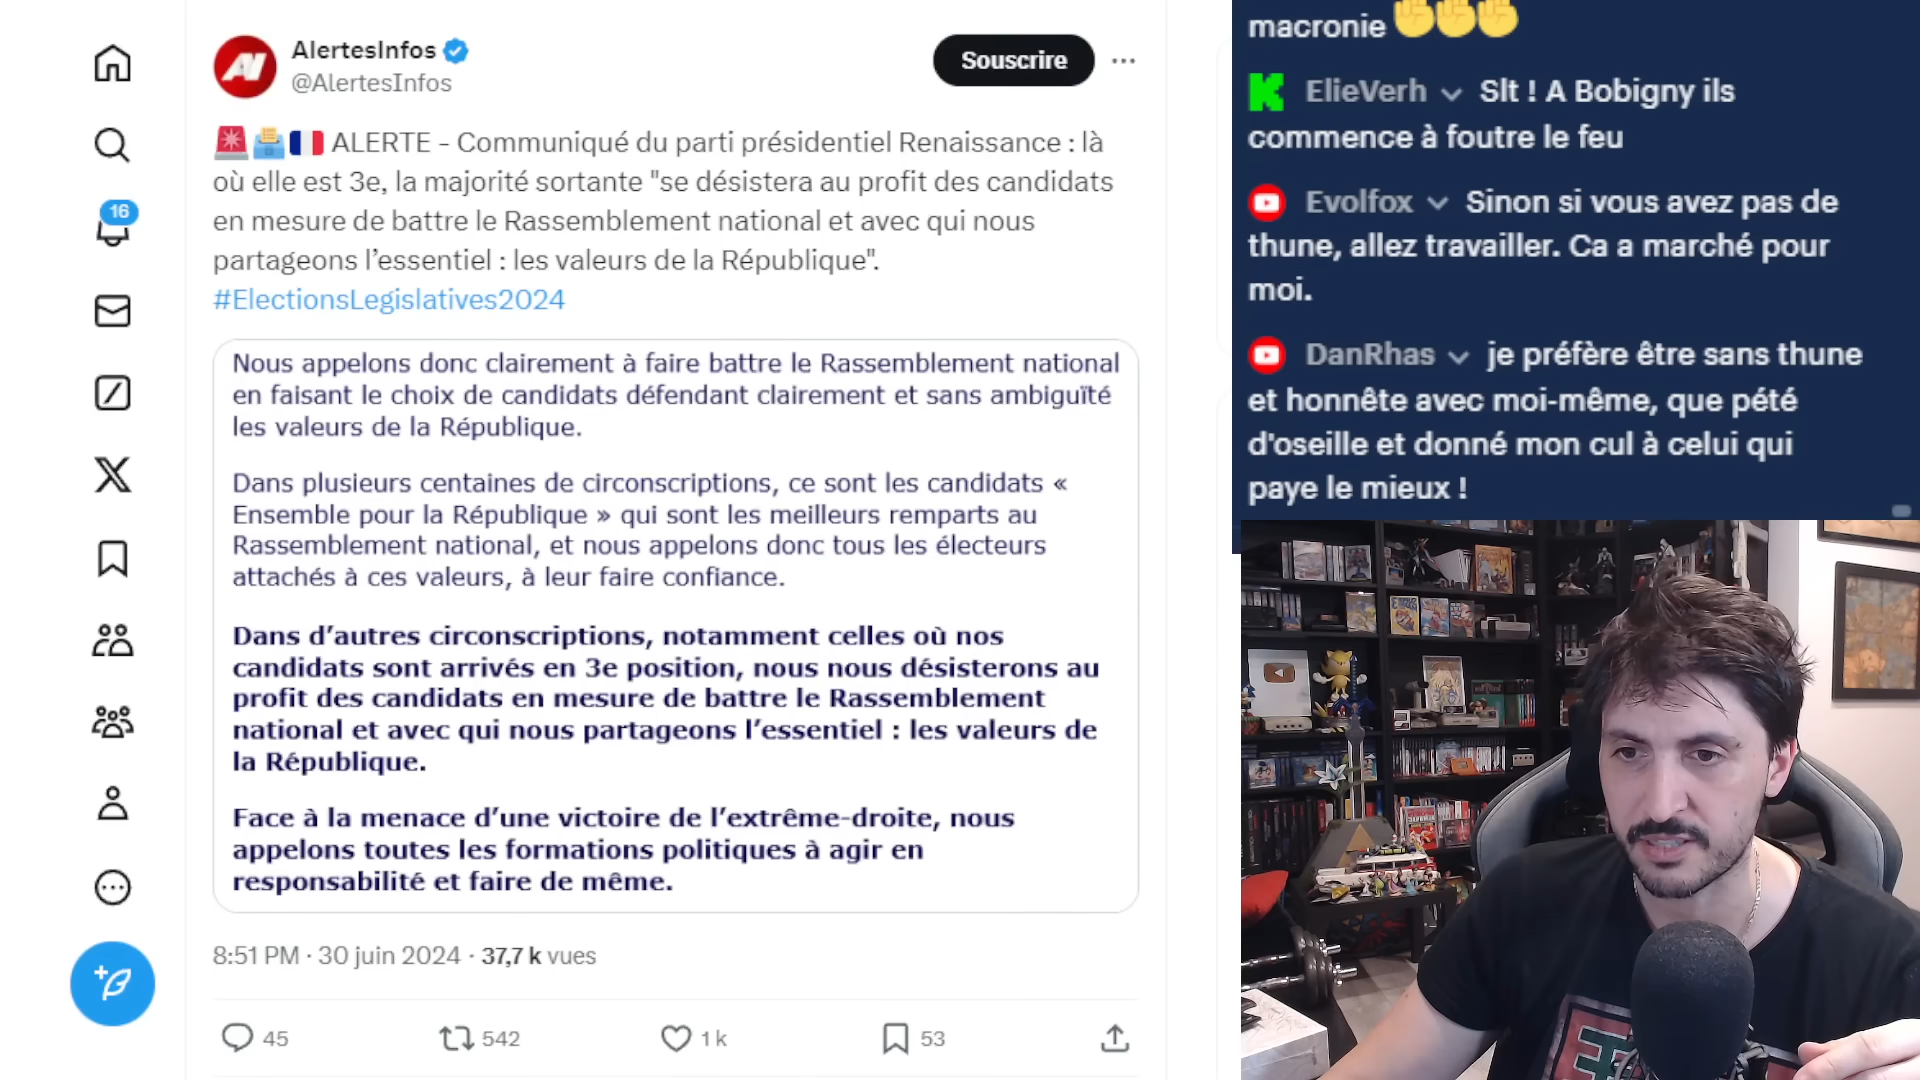 AlertesInfos
@AlertesInfos
Souscrire
16
ALERTE - Communiqué du parti présidentiel Renaissance : là
où elle est 3e, la majorité sortante "se désistera au profit des candidats
en mesure de battre le Rassemblement national et avec qui nous
partageons l’essentiel : les valeurs de la République".
#ElectionsLegislatives2024
Nous appelons donc clairement à faire battre le Rassemblement national
en faisant le choix de candidats défendant clairement et sans ambiguïté
les valeurs de la République.
Dans plusieurs centaines de circonscriptions, ce sont les candidats «
Ensemble pour la République » qui sont les meilleurs remparts au
Rassemblement national, et nous appelons donc tous les électeurs
attachés à ces valeurs, à leur faire confiance.
Dans d’autres circonscriptions, notamment celles où nos
candidats sont arrivés en 3e position, nous nous désisterons au
profit des candidats en mesure de battre le Rassemblement
national et avec qui nous partageons l’essentiel : les valeurs de
la République.
Face à la menace d’une victoire de l’extrême-droite, nous
appelons toutes les formations politiques à agir en
responsabilité et faire de même.
8:51 PM · 30 juin 2024 · 37,7 k vues
45
542
1 k
53
macronie
ElieVerh Slt ! A Bobigny ils
commence à foutre le feu
Evolfox Sinon si vous avez pas de
thune, allez travailler. Ca a marché pour
moi.
DanRhas je préfère être sans thune
et honnête avec moi-même, que pété
d'oseille et donné mon cul à celui qui
paye le mieux !